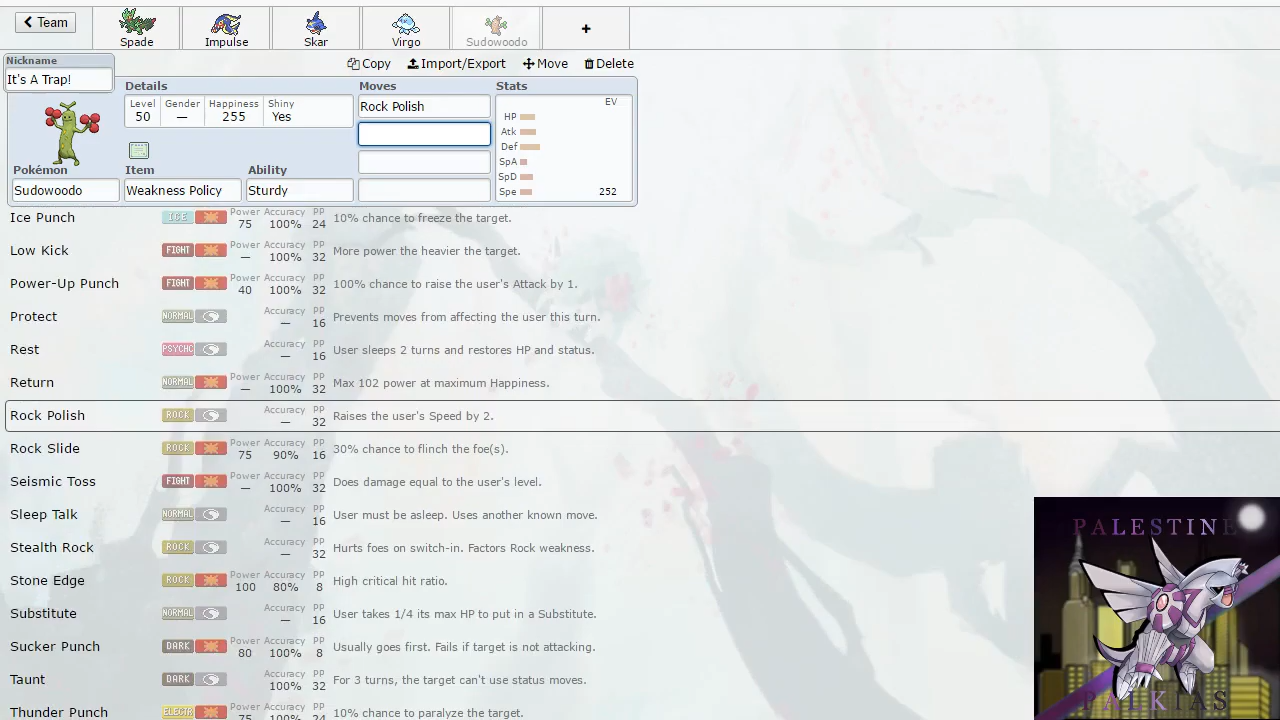 Team
Spade
Impulse
Skar
Virgo
Sudowoodo
+
Nickname
It's A Trap!
Copy
Import/Export
Move
Delete
Details
Moves
Stats
Level Gender Happiness Shiny
50 — 255 Yes
Rock Polish
EV
HP
Atk
Def
SpA
SpD
Spe 252
Pokémon
Item
Ability
Sudowoodo
Weakness Policy
Sturdy
Ice Punch ICE Power 75 Accuracy 100% PP 24 10% chance to freeze the target.
Low Kick FIGHT Power — Accuracy 100% PP 32 More power the heavier the target.
Power-Up Punch FIGHT Power 40 Accuracy 100% PP 32 100% chance to raise the user's Attack by 1.
Protect NORMAL Accuracy — PP 16 Prevents moves from affecting the user this turn.
Rest PSYCHC Accuracy — PP 16 User sleeps 2 turns and restores HP and status.
Return NORMAL Power — Accuracy 100% PP 32 Max 102 power at maximum Happiness.
Rock Polish ROCK Accuracy — PP 32 Raises the user's Speed by 2.
Rock Slide ROCK Power 75 Accuracy 90% PP 16 30% chance to flinch the foe(s).
Seismic Toss FIGHT Power — Accuracy 100% PP 32 Does damage equal to the user's level.
Sleep Talk NORMAL Accuracy — PP 16 User must be asleep. Uses another known move.
Stealth Rock ROCK Accuracy — PP 32 Hurts foes on switch-in. Factors Rock weakness.
Stone Edge ROCK Power 100 Accuracy 80% PP 8 High critical hit ratio.
Substitute NORMAL Accuracy — PP 16 User takes 1/4 its max HP to put in a Substitute.
Sucker Punch DARK Power 80 Accuracy 100% PP 8 Usually goes first. Fails if target is not attacking.
Taunt DARK Accuracy 100% PP 32 For 3 turns, the target can't use status moves.
Thunder Punch ELECTR Power 75 Accuracy 100% PP 24 10% chance to paralyze the target.
PALESTINE
PALKIAS